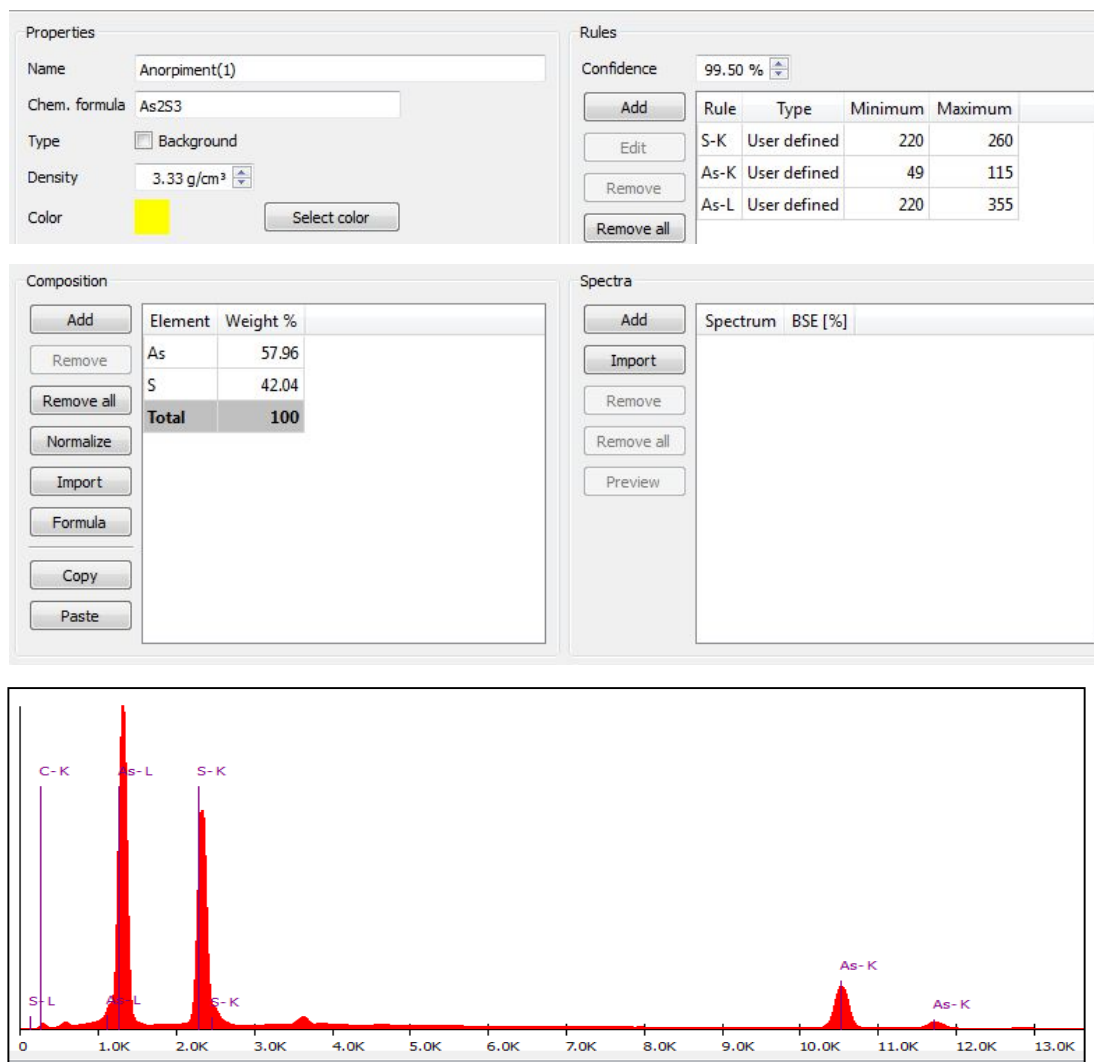 Properties
Name Anorpiment(1)
Chem. formula As2S3
Type Background
Density 3.33 g/cm³
Color Select color
Rules
Confidence 99.50 %
Add
Edit
Remove
Remove all
Rule Type Minimum Maximum
S-K User defined 220 260
As-K User defined 49 115
As-L User defined 220 355
Composition
Add
Remove
Remove all
Normalize
Import
Formula
Copy
Paste
Element Weight %
As 57.96
S 42.04
Total 100
Spectra
Add
Import
Remove
Remove all
Preview
Spectrum BSE [%]
C-K As-L S-K
As-K
S-L As-L S-K As-K
0 1.0K 2.0K 3.0K 4.0K 5.0K 6.0K 7.0K 8.0K 9.0K 10.0K 11.0K 12.0K 13.0K